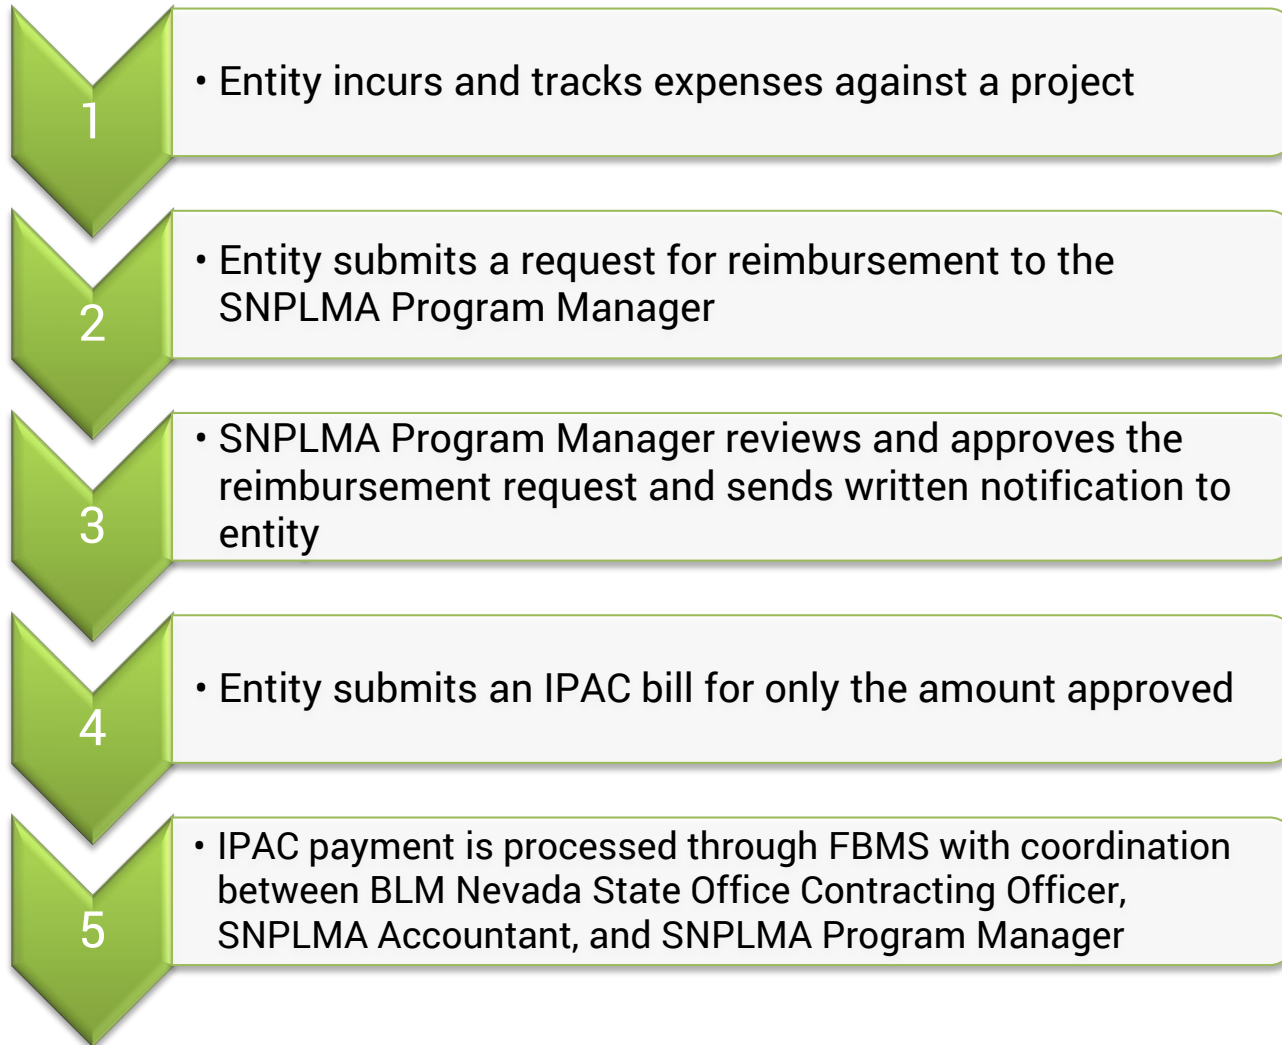 1
• Entity incurs and tracks expenses against a project
2
• Entity submits a request for reimbursement to the
SNPLMA Program Manager
3
• SNPLMA Program Manager reviews and approves the
reimbursement request and sends written notification to
entity
4
• Entity submits an IPAC bill for only the amount approved
5
• IPAC payment is processed through FBMS with coordination
between BLM Nevada State Office Contracting Officer,
SNPLMA Accountant, and SNPLMA Program Manager